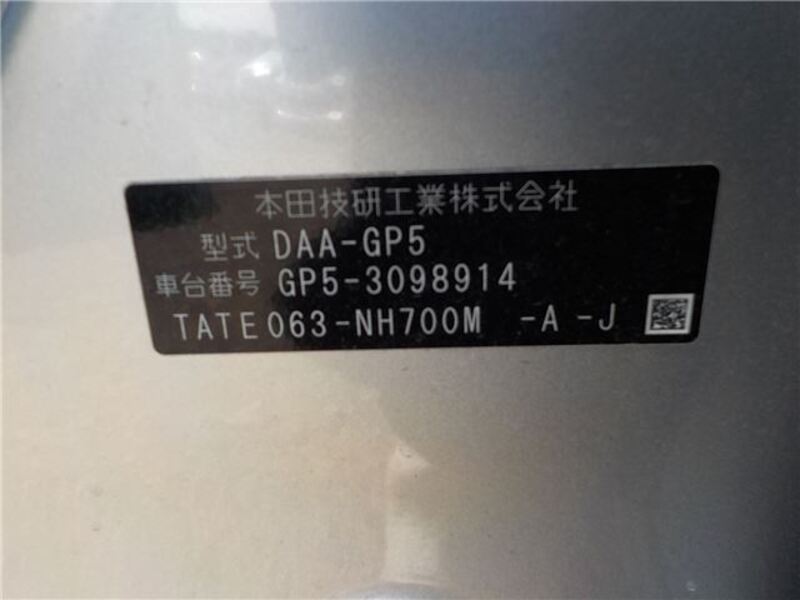 本田技研工業株式会社
型式 DAA-GP5
車台番号 GP5-3098914
TATE063-NH700M -A -J